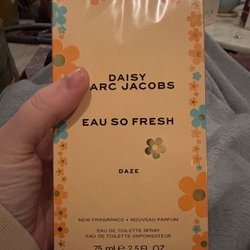 DAISY
MARC JACOBS
EAU SO FRESH
DAZE
NEW FRAGRANCE • NOUVEAU PARFUM
EAU DE TOILETTE SPRAY
EAU DE TOILETTE VAPORISATEUR
75 ml ℮ 2.5 FL. OZ.